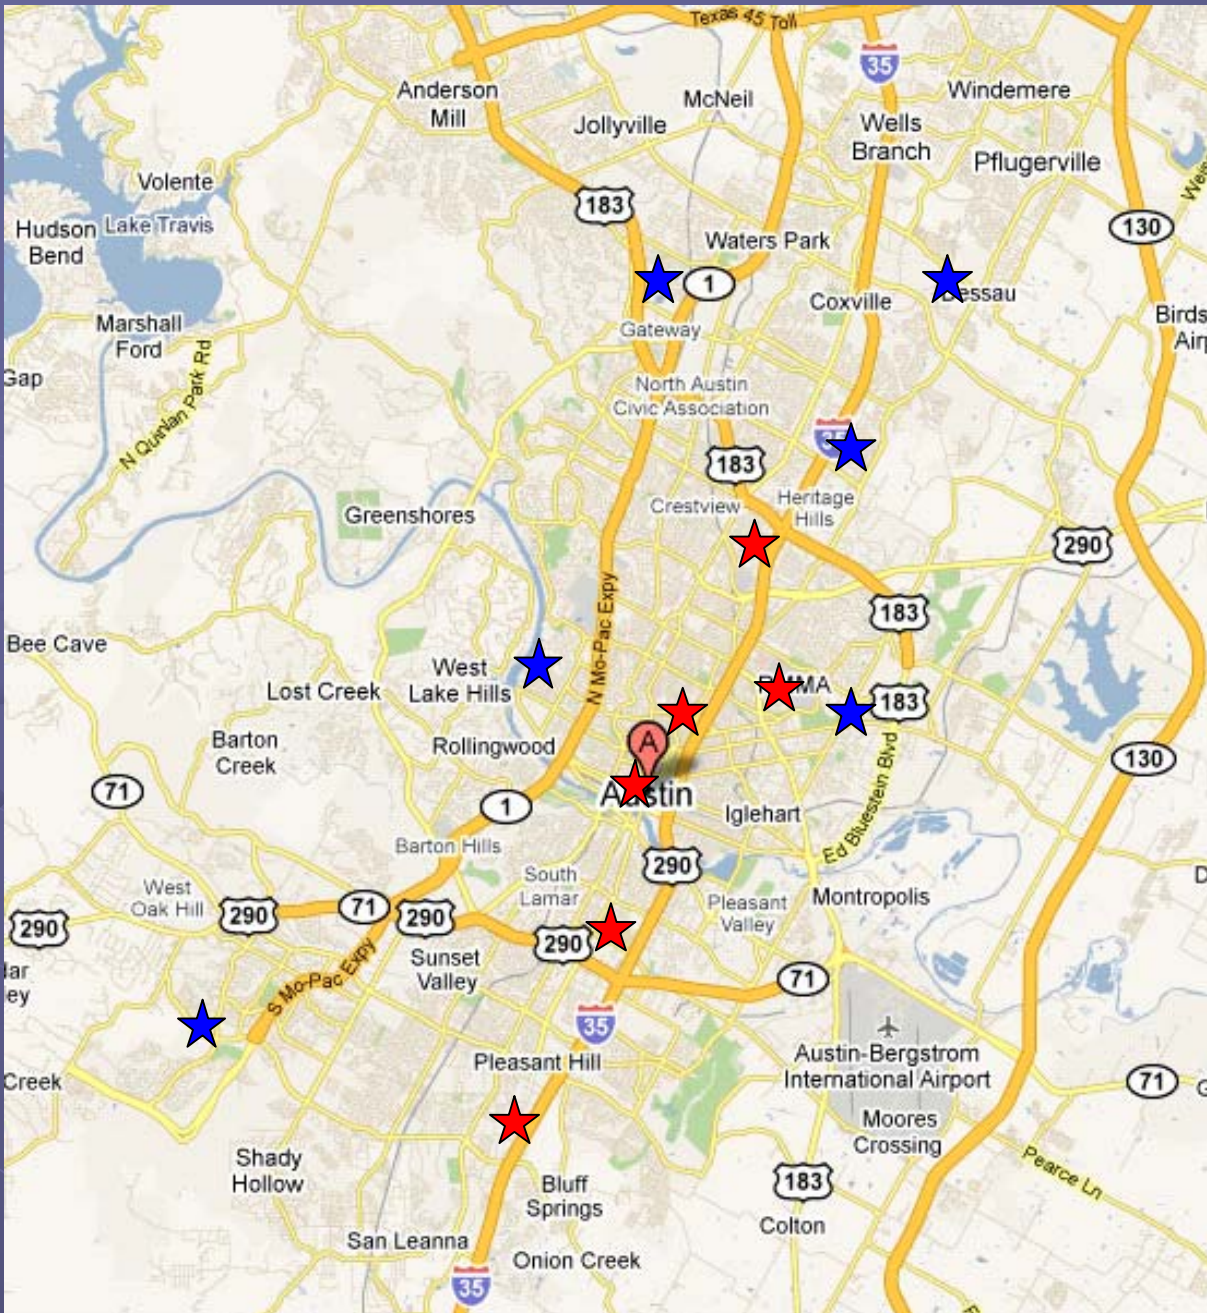 Texas 45 Toll
35
Anderson
Mill
McNeil
Windemere
Jollyville
Wells
Branch
Pflugerville
Volente
183
Hudson
Bend
Lake Travis
130
Waters Park
1
Coxville
Marshall
Ford
Gateway
Gap
N Quinlan Park Rd
North Austin
Civic Association
183
Heritage
Hills
Crestview
Greenshores
290
183
N Mo-Pac Expy
Bee Cave
West
Lake Hills
Lost Creek
183
Rollingwood
A
Barton
Creek
130
71
Austin
1
Iglehart
Ed Bluestein Blvd
Barton Hills
290
South
Lamar
West
Oak Hill
290
71
290
Pleasant
Valley
Montropolis
290
290
Sunset
Valley
71
S Mo-Pac Expy
35
Pleasant Hill
Austin-Bergstrom
International Airport
Creek
71
Moores
Crossing
Shady
Hollow
Bluff
Springs
183
Pearce Ln
Colton
San Leanna
Onion Creek
35